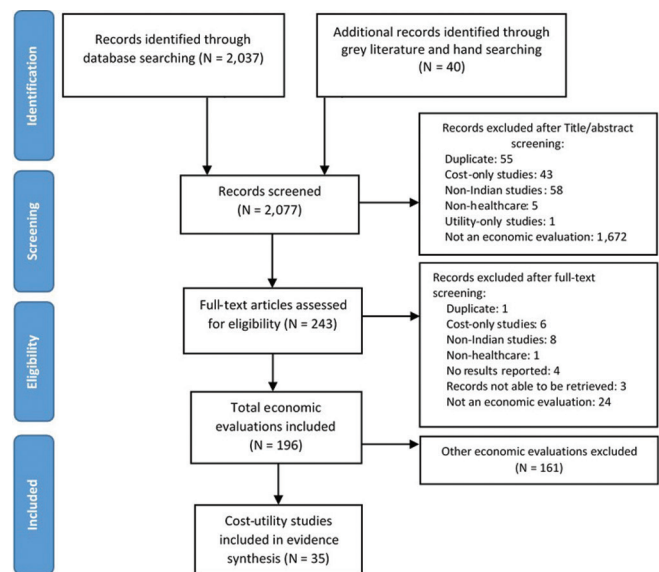 Identification
Records identified through
database searching (N = 2,037)
Additional records identified through
grey literature and hand searching
(N = 40)
Records excluded after Title/abstract
screening:
Duplicate: 55
Cost-only studies: 43
Non-Indian studies: 58
Non-healthcare: 5
Utility-only studies: 1
Not an economic evaluation: 1,672
Screening
Records screened
(N = 2,077)
Records excluded after full-text
screening:
Duplicate: 1
Cost-only studies: 6
Non-Indian studies: 8
Non-healthcare: 1
No results reported: 4
Records not able to be retrieved: 3
Not an economic evaluation: 24
Eligibility
Full-text articles assessed
for eligibility (N = 243)
Total economic
evaluations included
(N = 196)
Other economic evaluations excluded
(N = 161)
Included
Cost-utility studies
included in evidence
synthesis (N = 35)